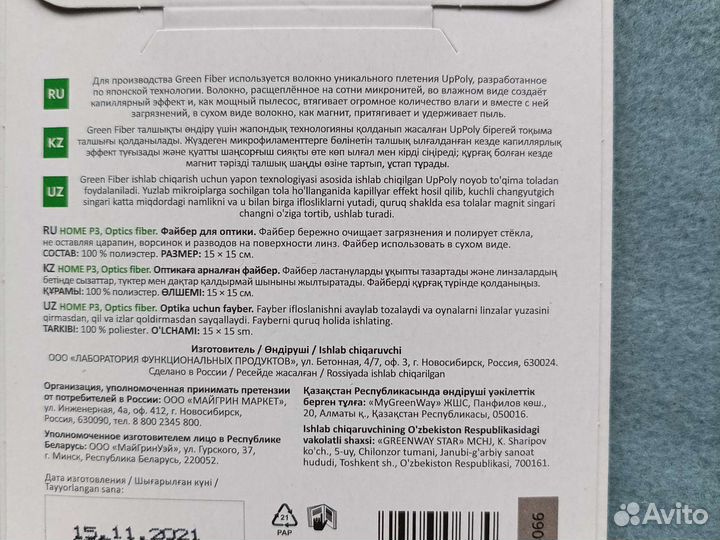 RU
Для производства Green Fiber используется волокно уникального плетения UpPoly, разработанное
по японской технологии. Волокно, расщеплённое на сотни микронитей, во влажном виде создаёт
капиллярный эффект и, как мощный пылесос, втягивает огромное количество влаги и вместе с ней
загрязнений, в сухом виде волокно, как магнит, притягивает и удерживает пыль.
KZ
Green Fiber талшықты өндіру үшін жапондық технологияны қолданып жасалған UpPoly бірегей тоқыма
талшығы қолданылады. Жүздеген микрофиламенттерге бөлінетін талшық ылғалданған кезде капиллярлық
эффект туғызады және қуатты шаңсорғыш сияқты өте көп ылғал мен кірді сіңіреді; құрғақ болған кезде
магнит тәрізді талшық шаңды өзіне тартып, ұстап тұрады.
UZ
Green Fiber ishlab chiqarish uchun yapon texnologiyasi asosida ishlab chiqilgan UpPoly noyob to'qima toladan
foydalaniladi. Yuzlab mikroiplarga sochilgan tola ho'llanganida kapillyar effekt hosil qilib, kuchli changyutgich
singari katta miqdordagi namlikni va u bilan birga iflosliklarni yutadi, quruq shaklda esa tolalar magnit singari
changni o'ziga tortib, ushlab turadi.
RU HOME P3, Optics fiber. Файбер для оптики. Файбер бережно очищает загрязнения и полирует стёкла,
не оставляя царапин, ворсинок и разводов на поверхности линз. Файбер использовать в сухом виде.
СОСТАВ: 100 % полиэстер. РАЗМЕР: 15 × 15 см.
KZ HOME P3, Optics fiber. Оптикаға арналған файбер. Файбер ластануларды ұқыпты тазартады және линзалардың
бетінде сызаттар, түктер мен дақтар қалдырмай шыныны жылтыратады. Файберді құрғақ түрінде қолданыңыз.
ҚҰРАМЫ: 100 % полиэстер. ӨЛШЕМІ: 15 × 15 см.
UZ HOME P3, Optics fiber. Optika uchun fayber. Fayber ifloslanishni avaylab tozalaydi va oynalarni linzalar yuzasini
qirmasdan, qil va izlar qoldirmasdan sayqallaydi. Fayberni quruq holida ishlating.
TARKIBI: 100 % poliester. O'LCHAMI: 15 × 15 sm.
Изготовитель / Өндіруші / Ishlab chiqaruvchi
ООО «ЛАБОРАТОРИЯ ФУНКЦИОНАЛЬНЫХ ПРОДУКТОВ», ул. Бетонная, 4/7, оф. 3, г. Новосибирск, Россия, 630024.
Сделано в России / Ресейде жасалған / Rossiyada ishlab chiqarilgan
Организация, уполномоченная принимать претензии
от потребителей в России: ООО «МАЙГРИН МАРКЕТ»,
ул. Инженерная, 4а, оф. 412, г. Новосибирск,
Россия, 630090, тел. 8 800 2345 800.
Уполномоченное изготовителем лицо в Республике
Беларусь: ООО «МайГринУэй», ул. Гурского, 37,
г. Минск, Республика Беларусь, 220052.
Қазақстан Республикасында өндіруші уәкілеттік
берген тұлға: «MyGreenWay» ЖШС, Панфилов көш.,
20, Алматы қ., Қазақстан Республикасы, 050016.
Ishlab chiqaruvchining O'zbekiston Respublikasidagi
vakolatli shaxsi: «GREENWAY STAR» MCHJ, K. Sharipov
ko'ch., 5-uy, Chilonzor tumani, Janubi-g'arbiy sanoat
hududi, Toshkent sh., O'zbekiston Respublikasi, 700161.
Дата изготовления / Шығарылған күні /
Tayyorlangan sana:
15.11.2021
21
PAP
066
Avito